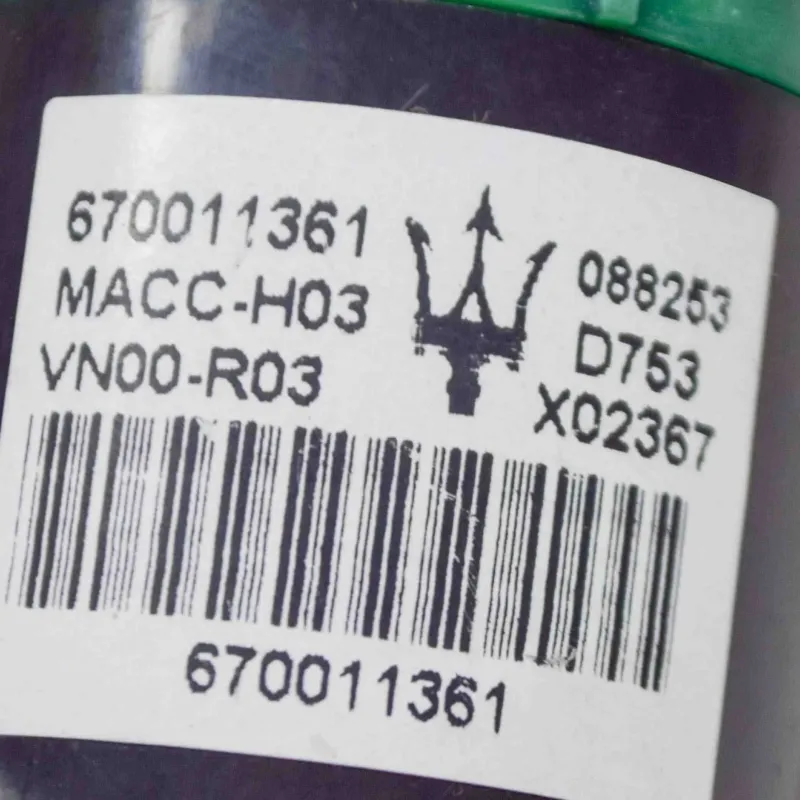 670011361
MACC-H03
VN00-R03
088253
D753
X02367
670011361